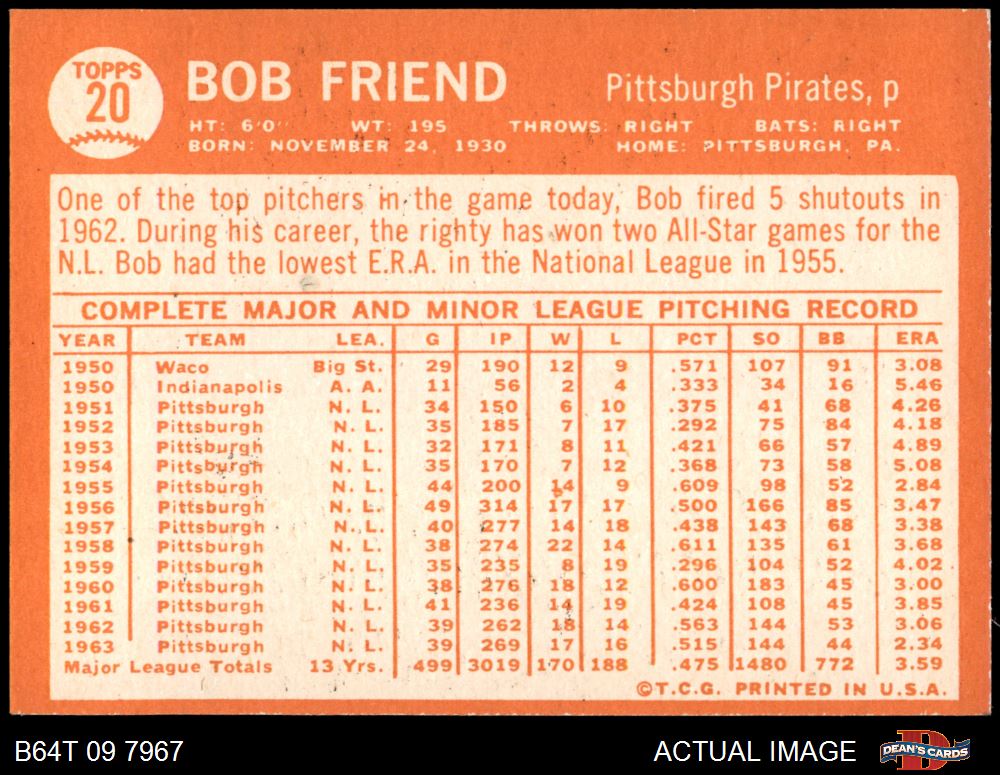 TOPPS
20
BOB FRIEND
Pittsburgh Pirates, p
HT: 6'0" WT: 195 THROWS: RIGHT BATS: RIGHT
BORN: NOVEMBER 24, 1930 HOME: PITTSBURGH, PA.
One of the top pitchers in the game today, Bob fired 5 shutouts in
1962. During his career, the righty has won two All-Star games for the
N.L. Bob had the lowest E.R.A. in the National League in 1955.
COMPLETE MAJOR AND MINOR LEAGUE PITCHING RECORD
YEAR TEAM LEA. G IP W L PCT SO BB ERA
1950 Waco Big St. 29 190 12 9 .571 107 91 3.08
1950 Indianapolis A. A. 11 56 2 4 .333 34 16 5.46
1951 Pittsburgh N. L. 34 150 6 10 .375 41 68 4.26
1952 Pittsburgh N. L. 35 185 7 17 .292 75 84 4.18
1953 Pittsburgh N. L. 32 171 8 11 .421 66 57 4.89
1954 Pittsburgh N. L. 35 170 7 12 .368 73 58 5.08
1955 Pittsburgh N. L. 44 200 14 9 .609 98 52 2.84
1956 Pittsburgh N. L. 49 314 17 17 .500 166 85 3.47
1957 Pittsburgh N. L. 40 277 14 18 .438 143 68 3.38
1958 Pittsburgh N. L. 38 274 22 14 .611 135 61 3.68
1959 Pittsburgh N. L. 35 235 8 19 .296 104 52 4.02
1960 Pittsburgh N. L. 38 276 18 12 .600 183 45 3.00
1961 Pittsburgh N. L. 41 236 14 19 .424 108 45 3.85
1962 Pittsburgh N. L. 39 262 18 14 .563 144 53 3.06
1963 Pittsburgh N. L. 39 269 17 16 .515 144 44 2.34
Major League Totals 13 Yrs. 499 3019 170 188 .475 1480 772 3.59
©T.C.G. PRINTED IN U.S.A.
B64T 09 7967 ACTUAL IMAGE DEAN'S CARDS